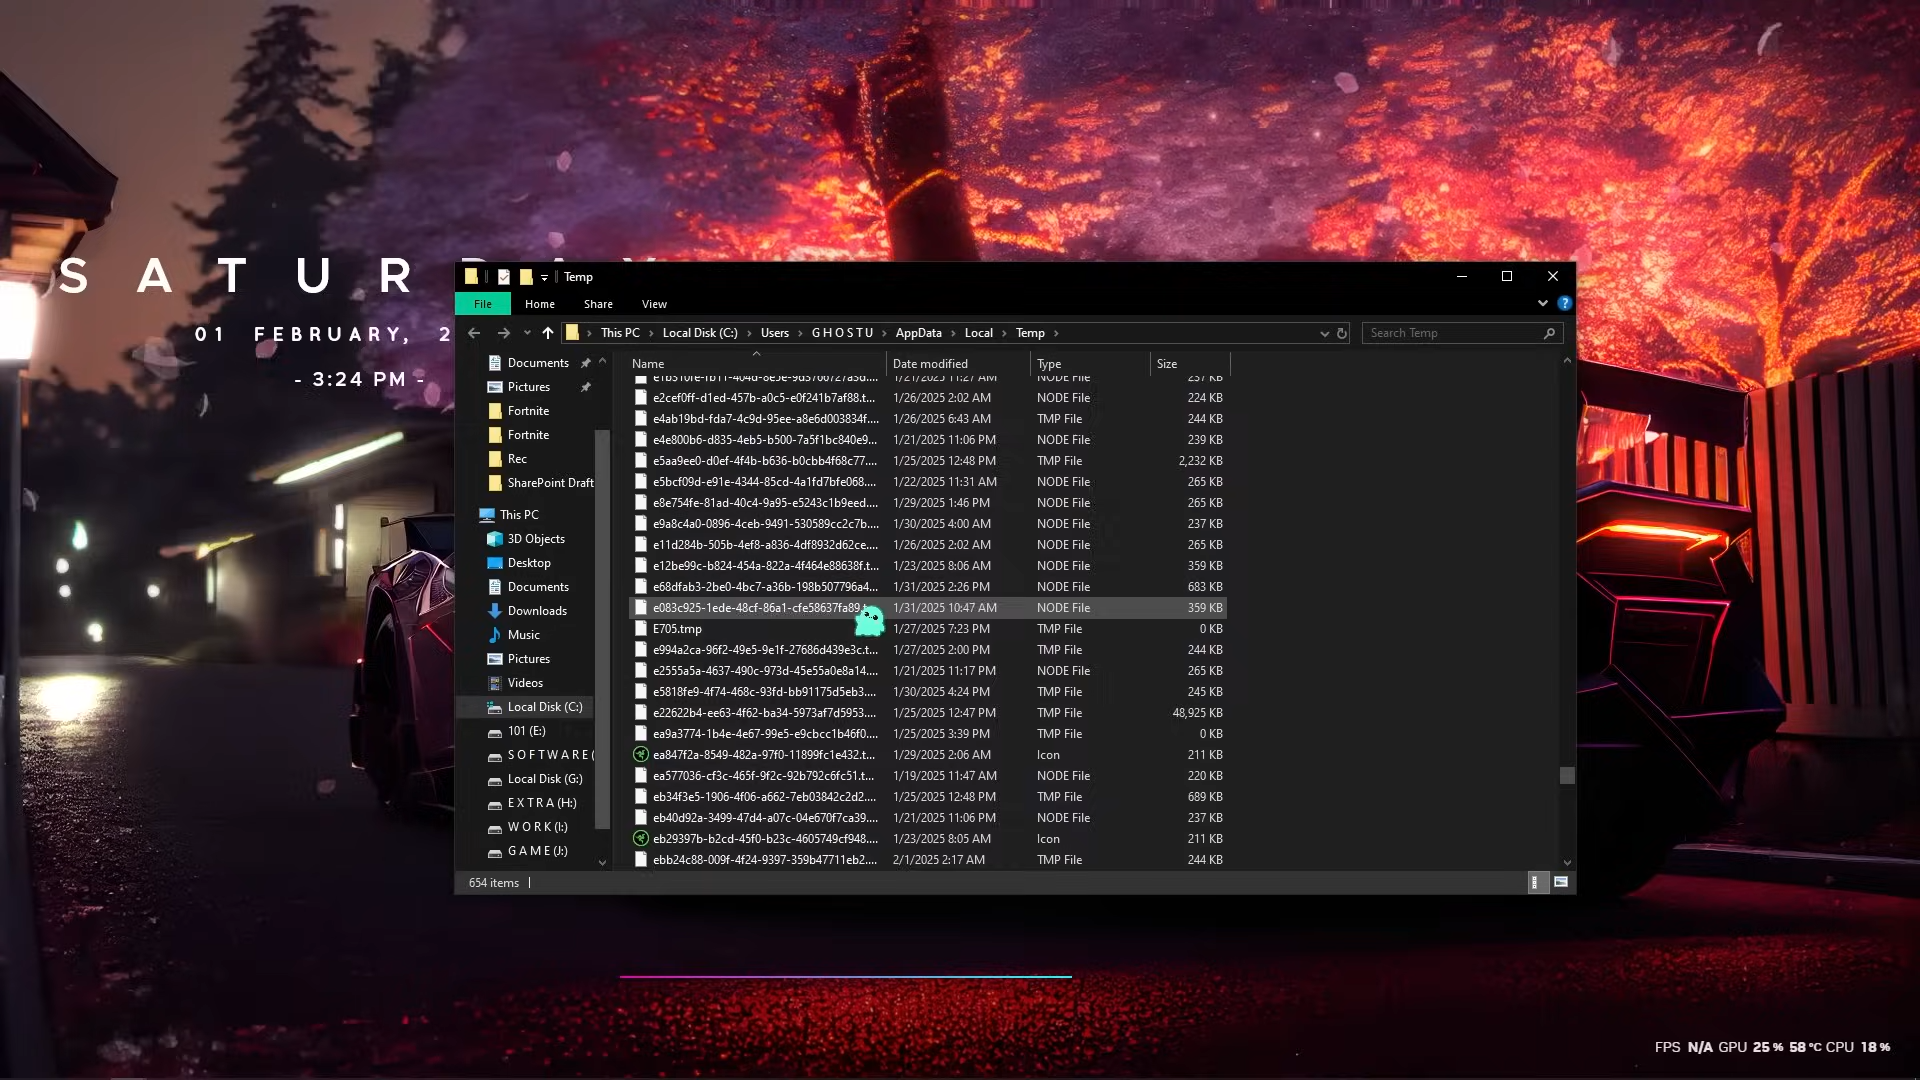 S A T U R
01 FEBRUARY, 2
- 3:24 PM -
Temp
File Home Share View
This PC Local Disk (C:) Users G H O S T U AppData Local Temp
Search Temp
Documents
Pictures
Fortnite
Fortnite
Rec
SharePoint Draft
This PC
3D Objects
Desktop
Documents
Downloads
Music
Pictures
Videos
Local Disk (C:)
101 (E:)
S O F T W A R E (
Local Disk (G:)
E X T R A (H:)
W O R K (I:)
G A M E (J:)
Name Date modified Type Size
1/21/2025 11:27 AM NODE File 237 KB
e2cef0ff-d1ed-457b-a0c5-e0f241b7af88.t... 1/26/2025 2:02 AM NODE File 224 KB
e4ab19bd-fda7-4c9d-95ee-a8e6d003834f.... 1/26/2025 6:43 AM TMP File 244 KB
e4e800b6-d835-4eb5-b500-7a5f1bc840e9... 1/21/2025 11:06 PM NODE File 239 KB
e5aa9ee0-d0ef-4f4b-b636-b0cbb4f68c77.... 1/25/2025 12:48 PM TMP File 2,232 KB
e5bcf09d-e91e-4344-85cd-4a1fd7bfe068.... 1/22/2025 11:31 AM NODE File 265 KB
e8e754fe-81ad-40c4-9a95-e5243c1b9eed.... 1/29/2025 1:46 PM NODE File 265 KB
e9a8c4a0-0896-4ceb-9491-530589cc2c7b.... 1/30/2025 4:00 AM NODE File 237 KB
e11d284b-505b-4ef8-a836-4df8932d62ce.... 1/26/2025 2:02 AM NODE File 265 KB
e12be99c-b824-454a-822a-4f464e88638f.t... 1/23/2025 8:06 AM NODE File 359 KB
e68dfab3-2be0-4bc7-a36b-198b507796a4... 1/31/2025 2:26 PM NODE File 683 KB
e083c925-1ede-48cf-86a1-cfe58637fa89.t 1/31/2025 10:47 AM NODE File 359 KB
E705.tmp 1/27/2025 7:23 PM TMP File 0 KB
e994a2ca-96f2-49e5-9e1f-27686d439e3c.t... 1/27/2025 2:00 PM TMP File 244 KB
e2555a5a-4637-490c-973d-45e55a0e8a14.... 1/21/2025 11:17 PM NODE File 265 KB
e5818fe9-4f74-468c-93fd-bb91175d5eb3.... 1/30/2025 4:24 PM TMP File 245 KB
e22622b4-ee63-4f62-ba34-5973af7d5953.... 1/25/2025 12:47 PM TMP File 48,925 KB
ea9a3774-1b4e-4e67-99e5-e9cbcc1b46f0.... 1/25/2025 3:39 PM TMP File 0 KB
ea847f2a-8549-482a-97f0-11899fc1e432.t... 1/29/2025 2:06 AM Icon 211 KB
ea577036-cf3c-465f-9f2c-92b792c6fc51.t... 1/19/2025 11:47 AM NODE File 220 KB
eb34f3e5-1906-4f06-a662-7eb03842c2d2.... 1/25/2025 12:48 PM TMP File 689 KB
eb40d92a-3499-47d4-a07c-04e670f7ca39.... 1/21/2025 11:06 PM NODE File 237 KB
eb29397b-b2cd-45f0-b23c-4605749cf948.... 1/23/2025 8:05 AM Icon 211 KB
ebb24c88-009f-4f24-9397-359b47711eb2.... 2/1/2025 2:17 AM TMP File 244 KB
654 items
FPS N/A GPU 25 % 58 °C CPU 18 %